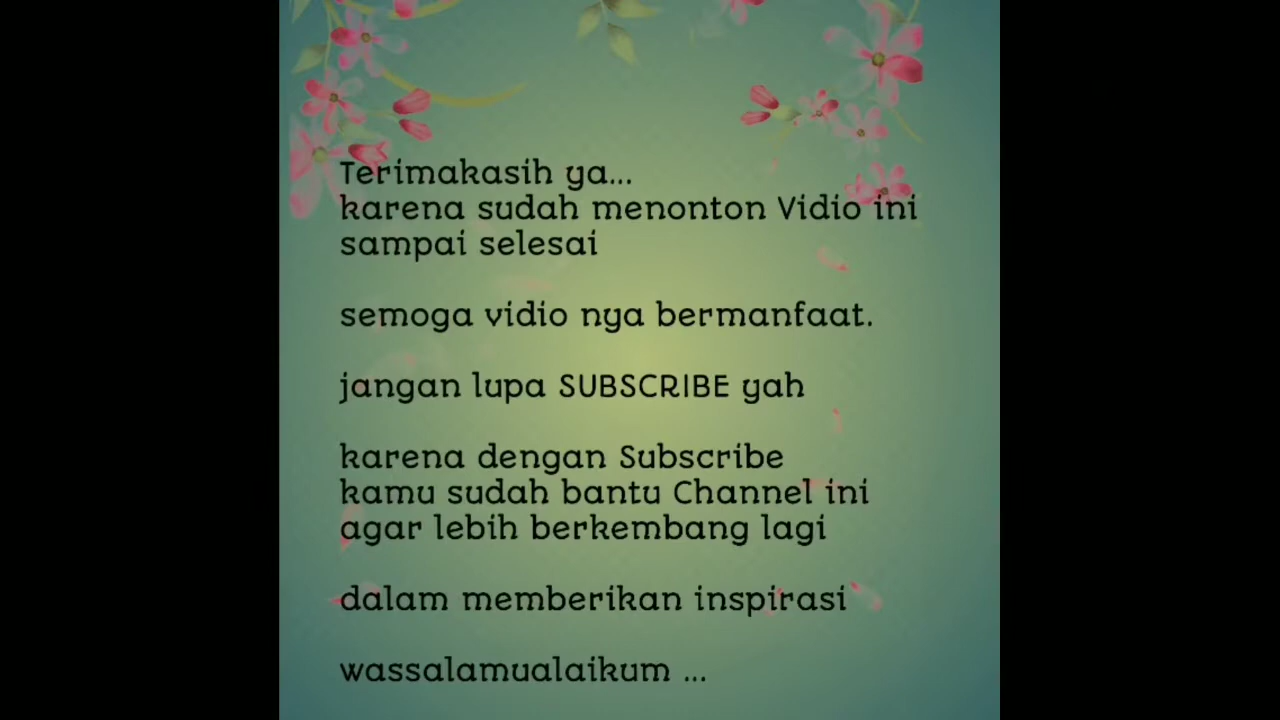 Terimakasih ya...
karena sudah menonton Vidio ini
sampai selesai
semoga vidio nya bermanfaat.
jangan lupa SUBSCRIBE yah
karena dengan Subscribe
kamu sudah bantu Channel ini
agar lebih berkembang lagi
dalam memberikan inspirasi
wassalamualaikum ...